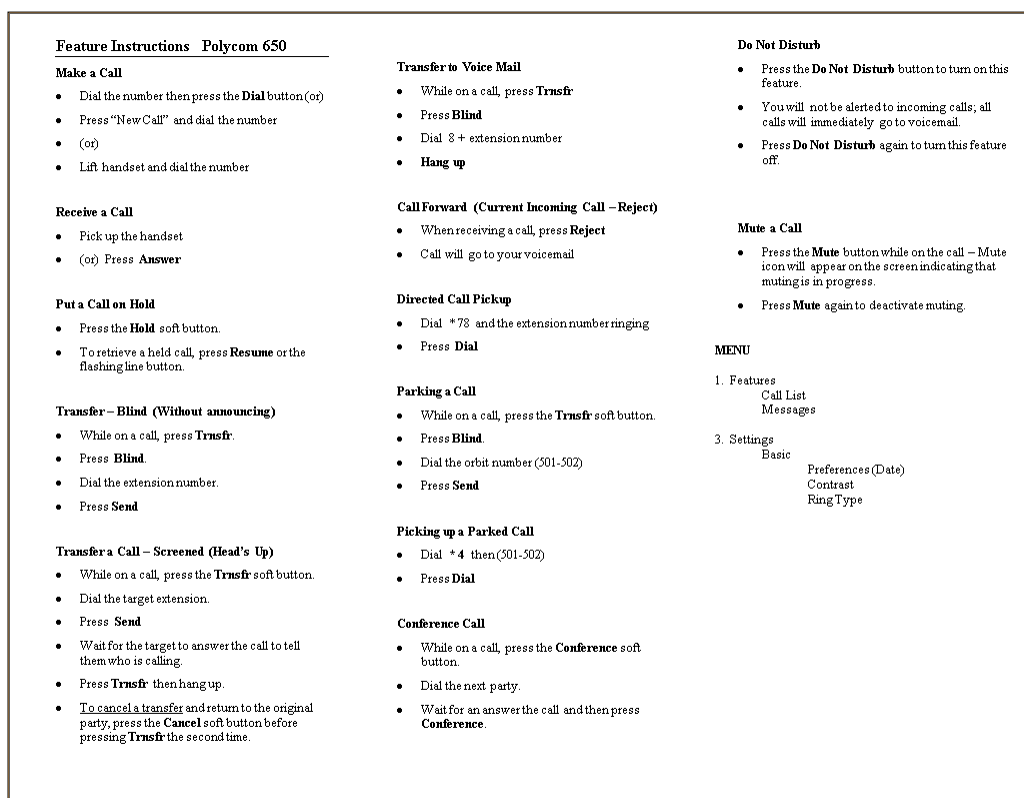 Feature Instructions Polycom 650
Make a Call
• Dial the number then press the Dial button (or)
• Press “New Call” and dial the number
• (or)
• Lift handset and dial the number
Receive a Call
• Pick up the handset
• (or) Press Answer
Put a Call on Hold
• Press the Hold soft button.
• To retrieve a held call, press Resume or the
flashing line button.
Transfer – Blind (Without announcing)
• While on a call, press Trnsfr.
• Press Blind.
• Dial the extension number.
• Press Send
Transfer a Call – Screened (Head’s Up)
• While on a call, press the Trnsfr soft button.
• Dial the target extension.
• Press Send
• Wait for the target to answer the call to tell
them who is calling.
• Press Trnsfr then hang up.
• To cancel a transfer and return to the original
party, press the Cancel soft button before
pressing Trnsfr the second time.
Transfer to Voice Mail
• While on a call, press Trnsfr
• Press Blind
• Dial 8 + extension number
• Hang up
Call Forward (Current Incoming Call – Reject)
• When receiving a call, press Reject
• Call will go to your voicemail
Directed Call Pickup
• Dial *78 and the extension number ringing
• Press Dial
Parking a Call
• While on a call, press the Trnsfr soft button.
• Press Blind.
• Dial the orbit number (501-502)
• Press Send
Picking up a Parked Call
• Dial *4 then (501-502)
• Press Dial
Conference Call
• While on a call, press the Conference soft
button.
• Dial the next party.
• Wait for an answer the call and then press
Conference.
Do Not Disturb
• Press the Do Not Disturb button to turn on this
feature.
• You will not be alerted to incoming calls; all
calls will immediately go to voicemail.
• Press Do Not Disturb again to turn this feature
off.
Mute a Call
• Press the Mute button while on the call – Mute
icon will appear on the screen indicating that
muting is in progress.
• Press Mute again to deactivate muting.
MENU
1. Features
Call List
Messages
3. Settings
Basic
Preferences (Date)
Contrast
Ring Type